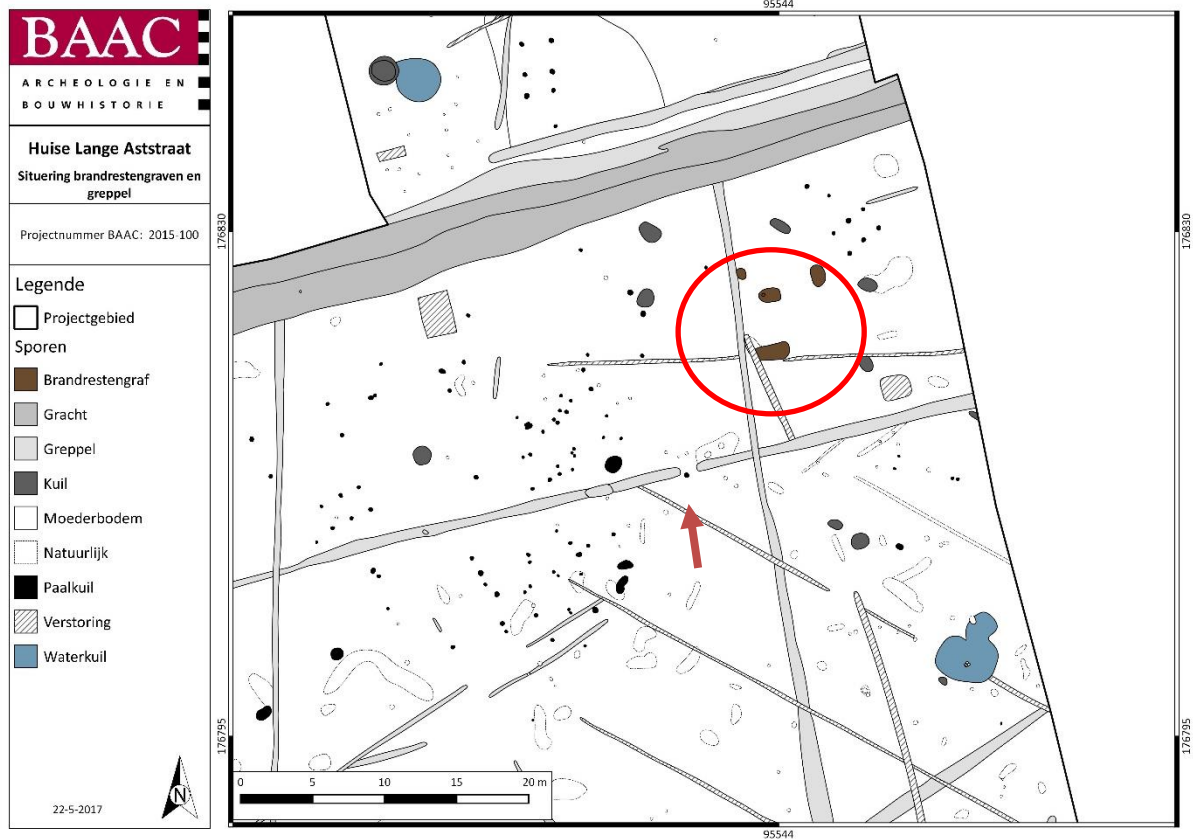 BAAC
ARCHEOLOGIE EN
BOUWHISTORIE
Huise Lange Aststraat
Situering brandrestengraven en
greppel
Projectnummer BAAC: 2015-100
Legende
Projectgebied
Sporen
Brandrestengraf
Gracht
Greppel
Kuil
Moederbodem
Natuurlijk
Paalkuil
Verstoring
Waterkuil
22-5-2017
N
95544
176830
176830
176795
176795
0 5 10 15 20 m
95544